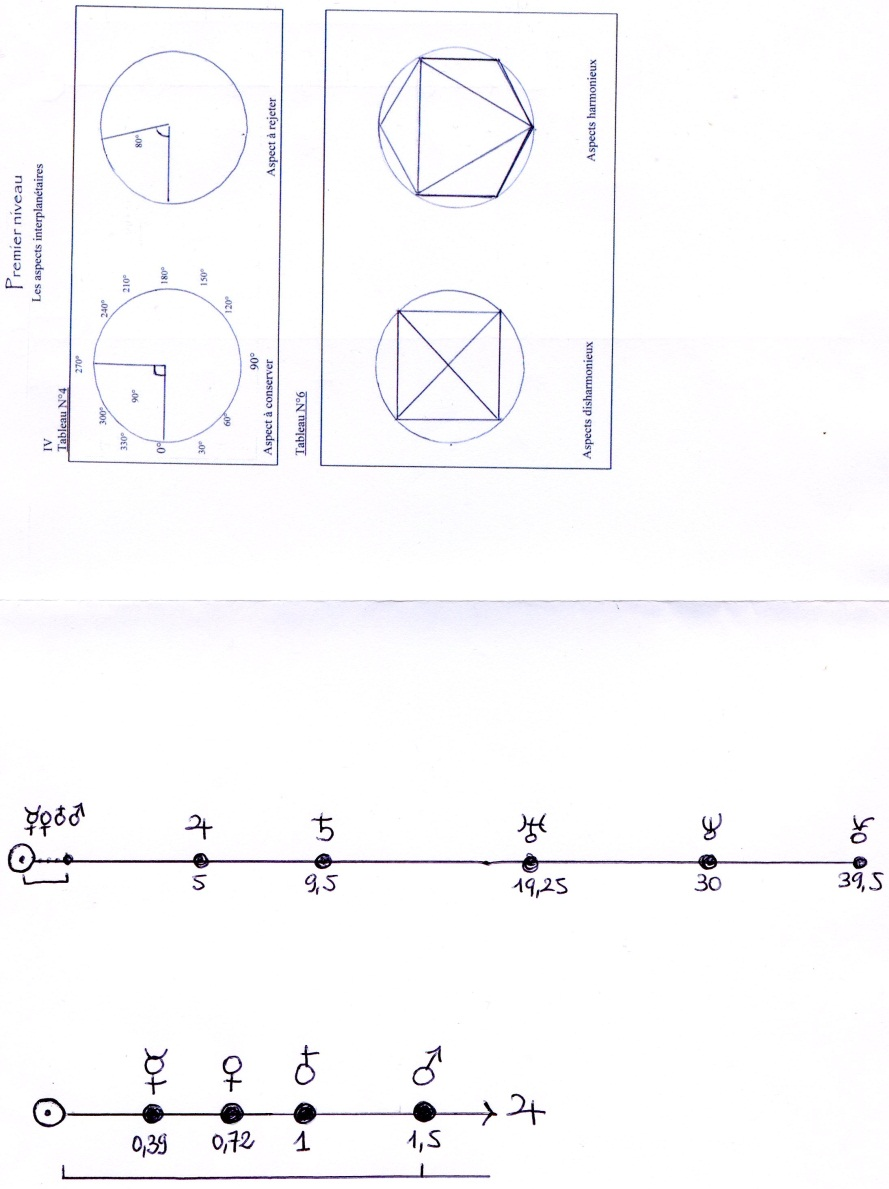 Premier niveau
Les aspects interplanétaires
IV
Tableau N°4
0°
30°
60°
90°
120°
150°
180°
210°
240°
270°
300°
330°
90°
Aspect à conserver
80°
Aspect à rejeter
Tableau N°6
Aspects disharmonieux
Aspects harmonieux
☿♀♁♂ ♃ ♄ ♅ ♆ ⯓
☉
5 9,5 19,25 30 39,5
☿ ♀ ♁ ♂
☉ ♃
0,39 0,72 1 1,5